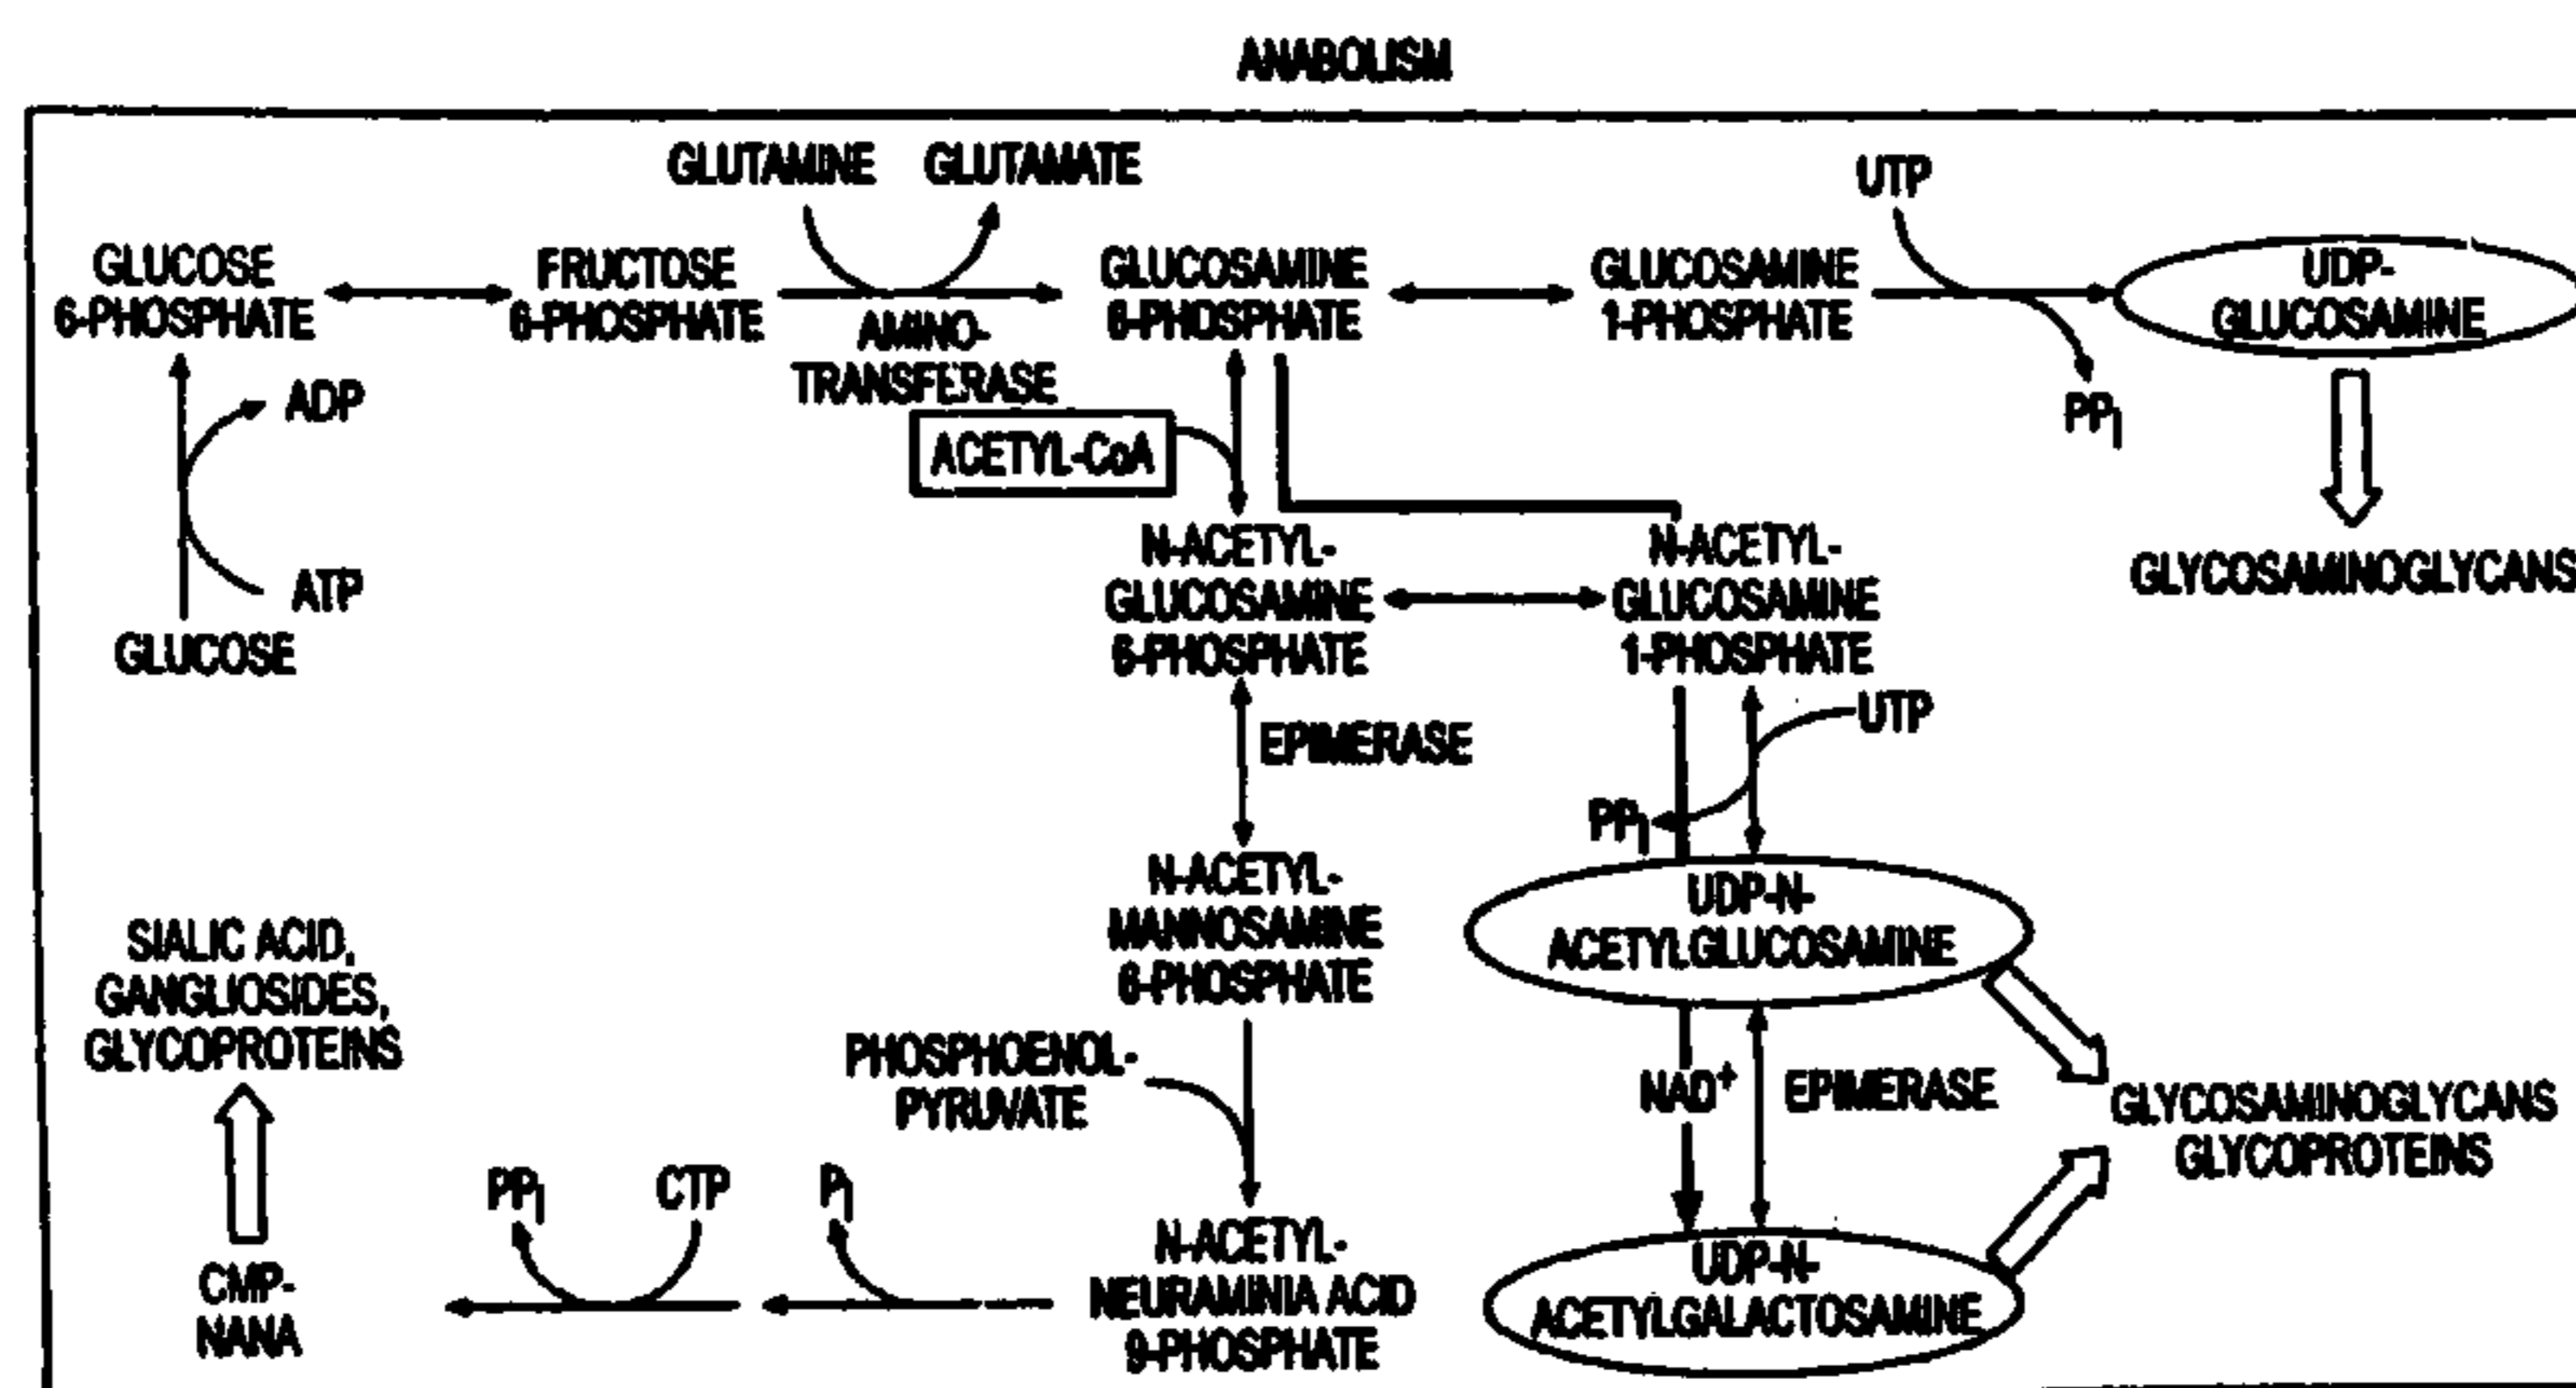 ANABOLISM
GLUTAMINE
GLUTAMATE
UTP
GLUCOSE
6-PHOSPHATE
FRUCTOSE
6-PHOSPHATE
AMINO-
TRANSFERASE
GLUCOSAMINE
6-PHOSPHATE
GLUCOSAMINE
1-PHOSPHATE
UDP-
GLUCOSAMINE
PPi
ADP
ATP
GLUCOSE
ACETYL-CoA
N-ACETYL-
GLUCOSAMINE
6-PHOSPHATE
N-ACETYL-
GLUCOSAMINE
1-PHOSPHATE
GLYCOSAMINOGLYCANS
EPIMERASE
UTP
PPi
N-ACETYL-
MANNOSAMINE
6-PHOSPHATE
UDP-N-
ACETYLGLUCOSAMINE
SIALIC ACID,
GANGLIOSIDES,
GLYCOPROTEINS
PHOSPHOENOL-
PYRUVATE
NAD+
EPIMERASE
GLYCOSAMINOGLYCANS
GLYCOPROTEINS
PPi
CTP
Pi
CMP-
NANA
N-ACETYL-
NEURAMINIA ACID
9-PHOSPHATE
UDP-N-
ACETYLGALACTOSAMINE